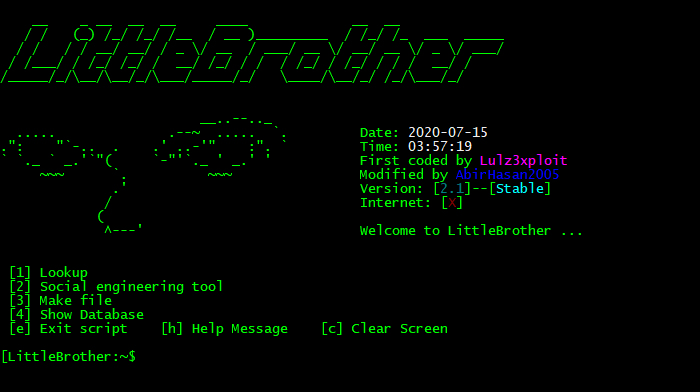 LittleBrother
Date: 2020-07-15
Time: 03:57:19
First coded by Lulz3xploit
Modified by AbirHasan2005
Version: [2.1]--[Stable]
Internet: [X]
Welcome to LittleBrother ...
[1] Lookup
[2] Social engineering tool
[3] Make file
[4] Show Database
[e] Exit script [h] Help Message [c] Clear Screen
[LittleBrother:~$